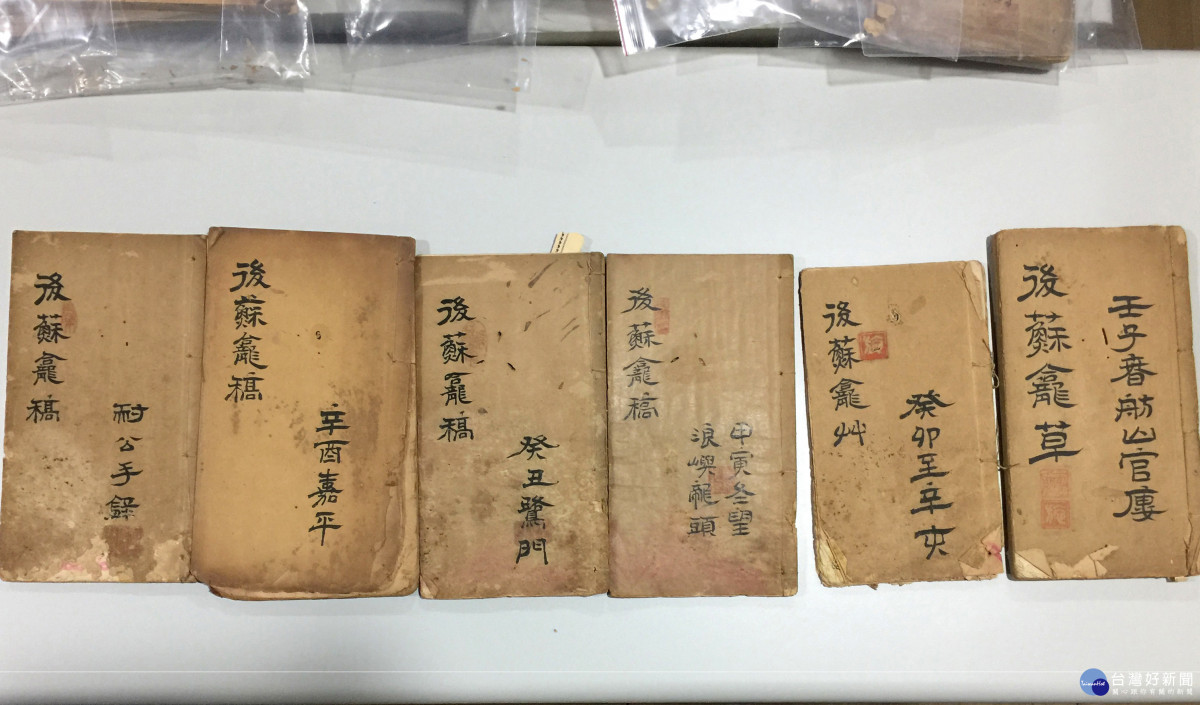 後蘇龕稿
耐公手錄
後蘇龕稿
辛酉嘉平
後蘇龕稿
癸丑鷺門
後蘇龕稿
甲寅冬望
浪嶼龍頭
後蘇龕艸
癸卯至辛亥
後蘇龕草
壬子春舫山官廔
台灣好新聞